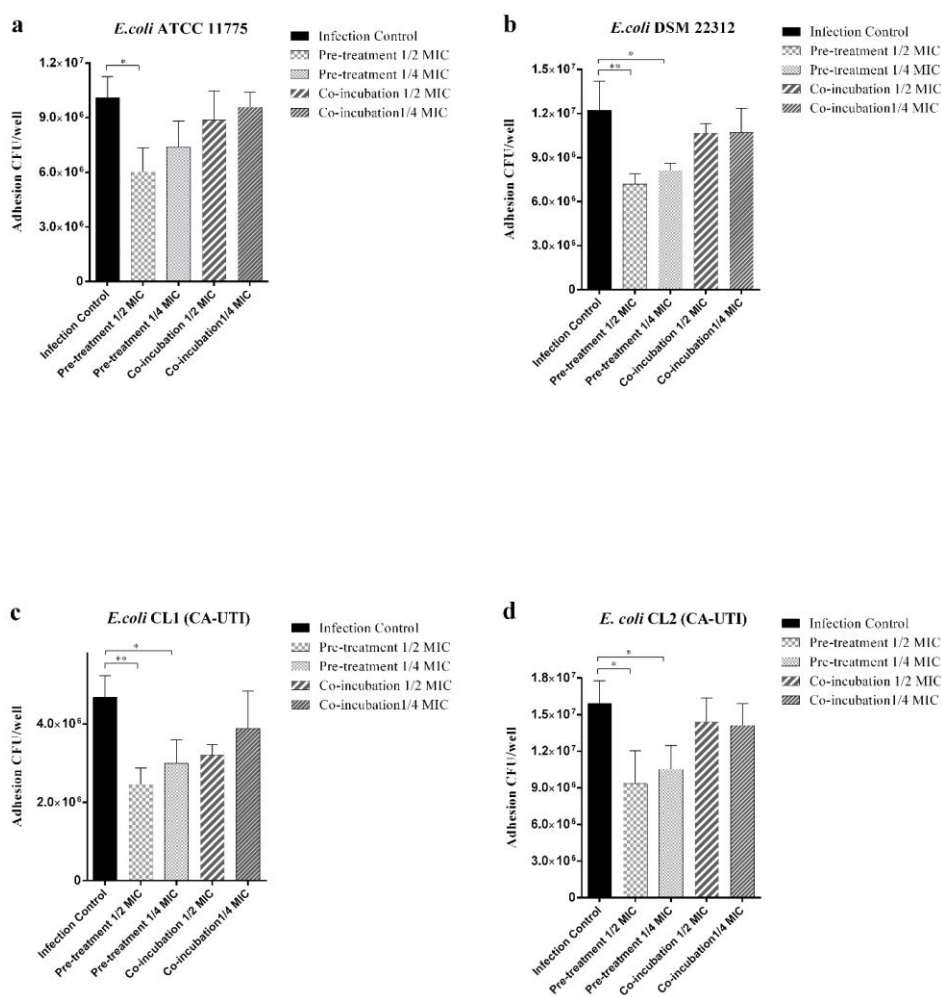 a
E.coli ATCC 11775
Infection Control
Pre-treatment 1/2 MIC
Pre-treatment 1/4 MIC
Co-incubation 1/2 MIC
Co-incubation1/4 MIC
*
Adhesion CFU/well
1.2×10⁷
9.0×10⁶
6.0×10⁶
3.0×10⁶
0
Infection Control
Pre-treatment 1/2 MIC
Pre-treatment 1/4 MIC
Co-incubation 1/2 MIC
Co-incubation1/4 MIC
b
E.coli DSM 22312
Infection Control
Pre-treatment 1/2 MIC
Pre-treatment 1/4 MIC
Co-incubation 1/2 MIC
Co-incubation1/4 MIC
*
**
Adhesion CFU/well
1.5×10⁷
1.2×10⁷
9.0×10⁶
6.0×10⁶
3.0×10⁶
0
Infection Control
Pre-treatment 1/2 MIC
Pre-treatment 1/4 MIC
Co-incubation 1/2 MIC
Co-incubation1/4 MIC
c
E.coli CL1 (CA-UTI)
Infection Control
Pre-treatment 1/2 MIC
Pre-treatment 1/4 MIC
Co-incubation 1/2 MIC
Co-incubation1/4 MIC
*
**
Adhesion CFU/well
4.0×10⁶
2.0×10⁶
0
Infection Control
Pre-treatment 1/2 MIC
Pre-treatment 1/4 MIC
Co-incubation 1/2 MIC
Co-incubation1/4 MIC
d
E. coli CL2 (CA-UTI)
Infection Control
Pre-treatment 1/2 MIC
Pre-treatment 1/4 MIC
Co-incubation 1/2 MIC
Co-incubation1/4 MIC
*
*
Adhesion CFU/well
1.8×10⁷
1.5×10⁷
1.2×10⁷
9.0×10⁶
6.0×10⁶
3.0×10⁶
0
Infection Control
Pre-treatment 1/2 MIC
Pre-treatment 1/4 MIC
Co-incubation 1/2 MIC
Co-incubation1/4 MIC